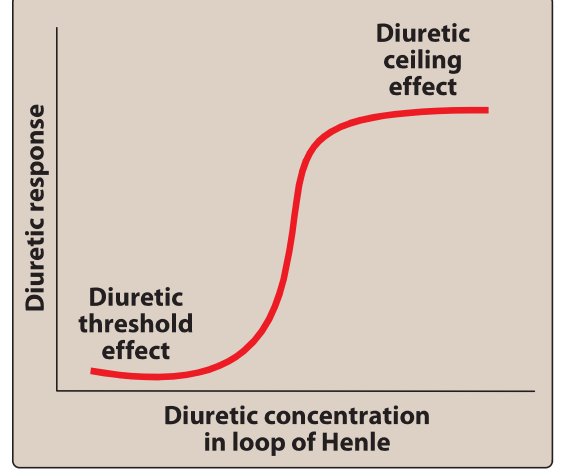 Diuretic
ceiling
effect
Diuretic response
Diuretic
threshold
effect
Diuretic concentration
in loop of Henle